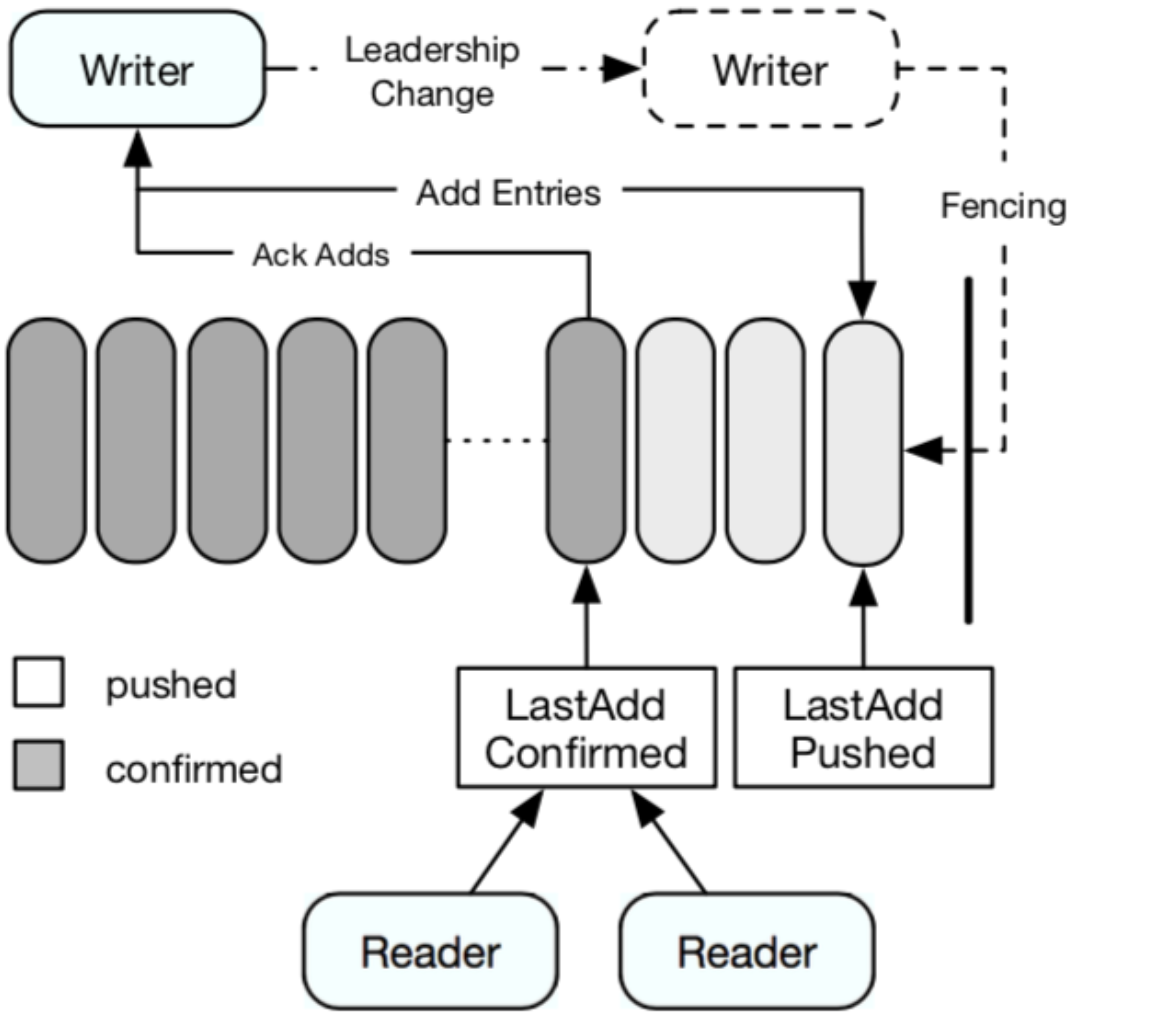 Writer
Leadership
Change
Writer
Add Entries
Fencing
Ack Adds
pushed
confirmed
LastAdd
Confirmed
LastAdd
Pushed
Reader
Reader